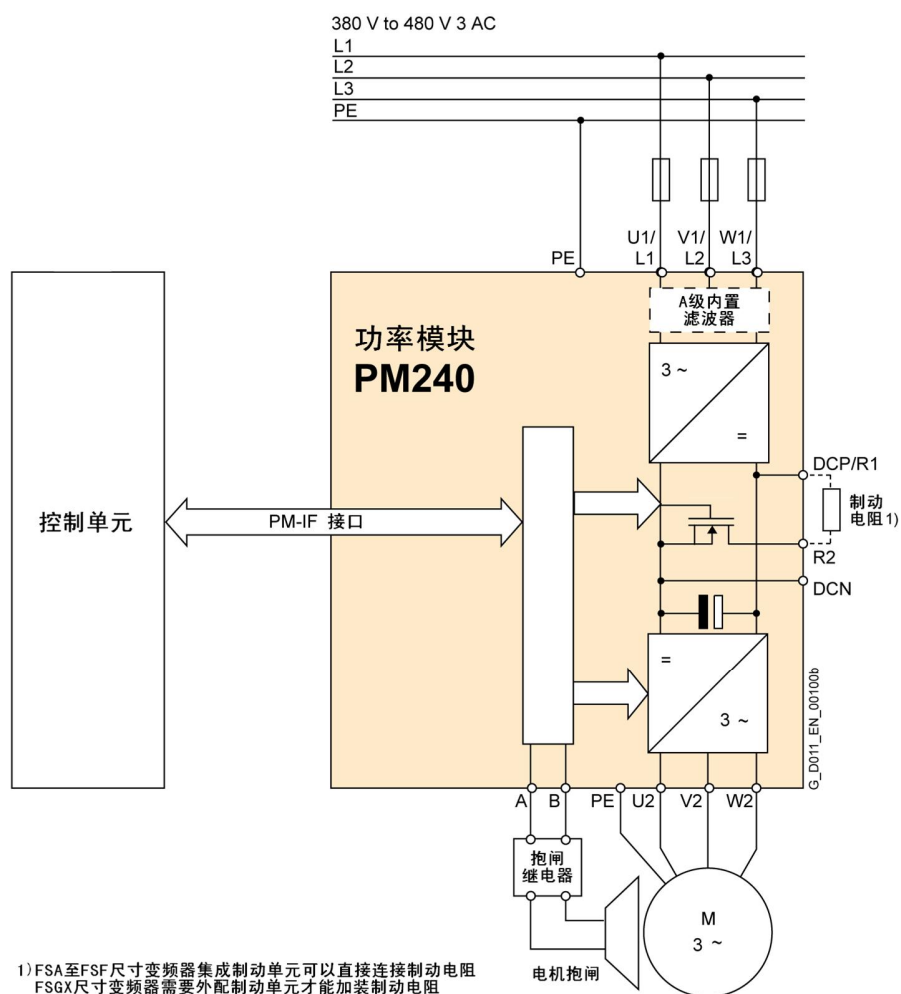 380 V to 480 V 3 AC
L1
L2
L3
PE
U1/ V1/ W1/
PE L1 L2 L3
A级内置
滤波器
功率模块
PM240
3 ~
=
DCP/R1
制动
电阻1)
R2
DCN
控制单元
PM-IF 接口
=
3 ~
G_D011_EN_00100b
A B PE U2 V2 W2
抱闸
继电器
M
3 ~
电机抱闸
1)FSA至FSF尺寸变频器集成制动单元可以直接连接制动电阻
FSGX尺寸变频器需要外配制动单元才能加装制动电阻